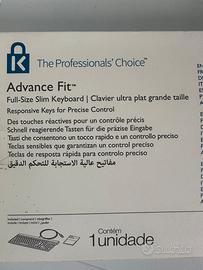 K
The Professionals' Choice™
Advance Fit™
Full-Size Slim Keyboard | Clavier ultra plat grande taille
Responsive Keys for Precise Control
Des touches réactives pour un contrôle précis
Schnell reagierende Tasten für die präzise Eingabe
Tasti che consentono un tocco rapido e un controllo preciso
Teclas sensibles que garantizan un control preciso
Teclas de resposta rápida para controlo preciso
مفاتيح عالية الاستجابة للتحكم الدقيق
Contém
1unidade